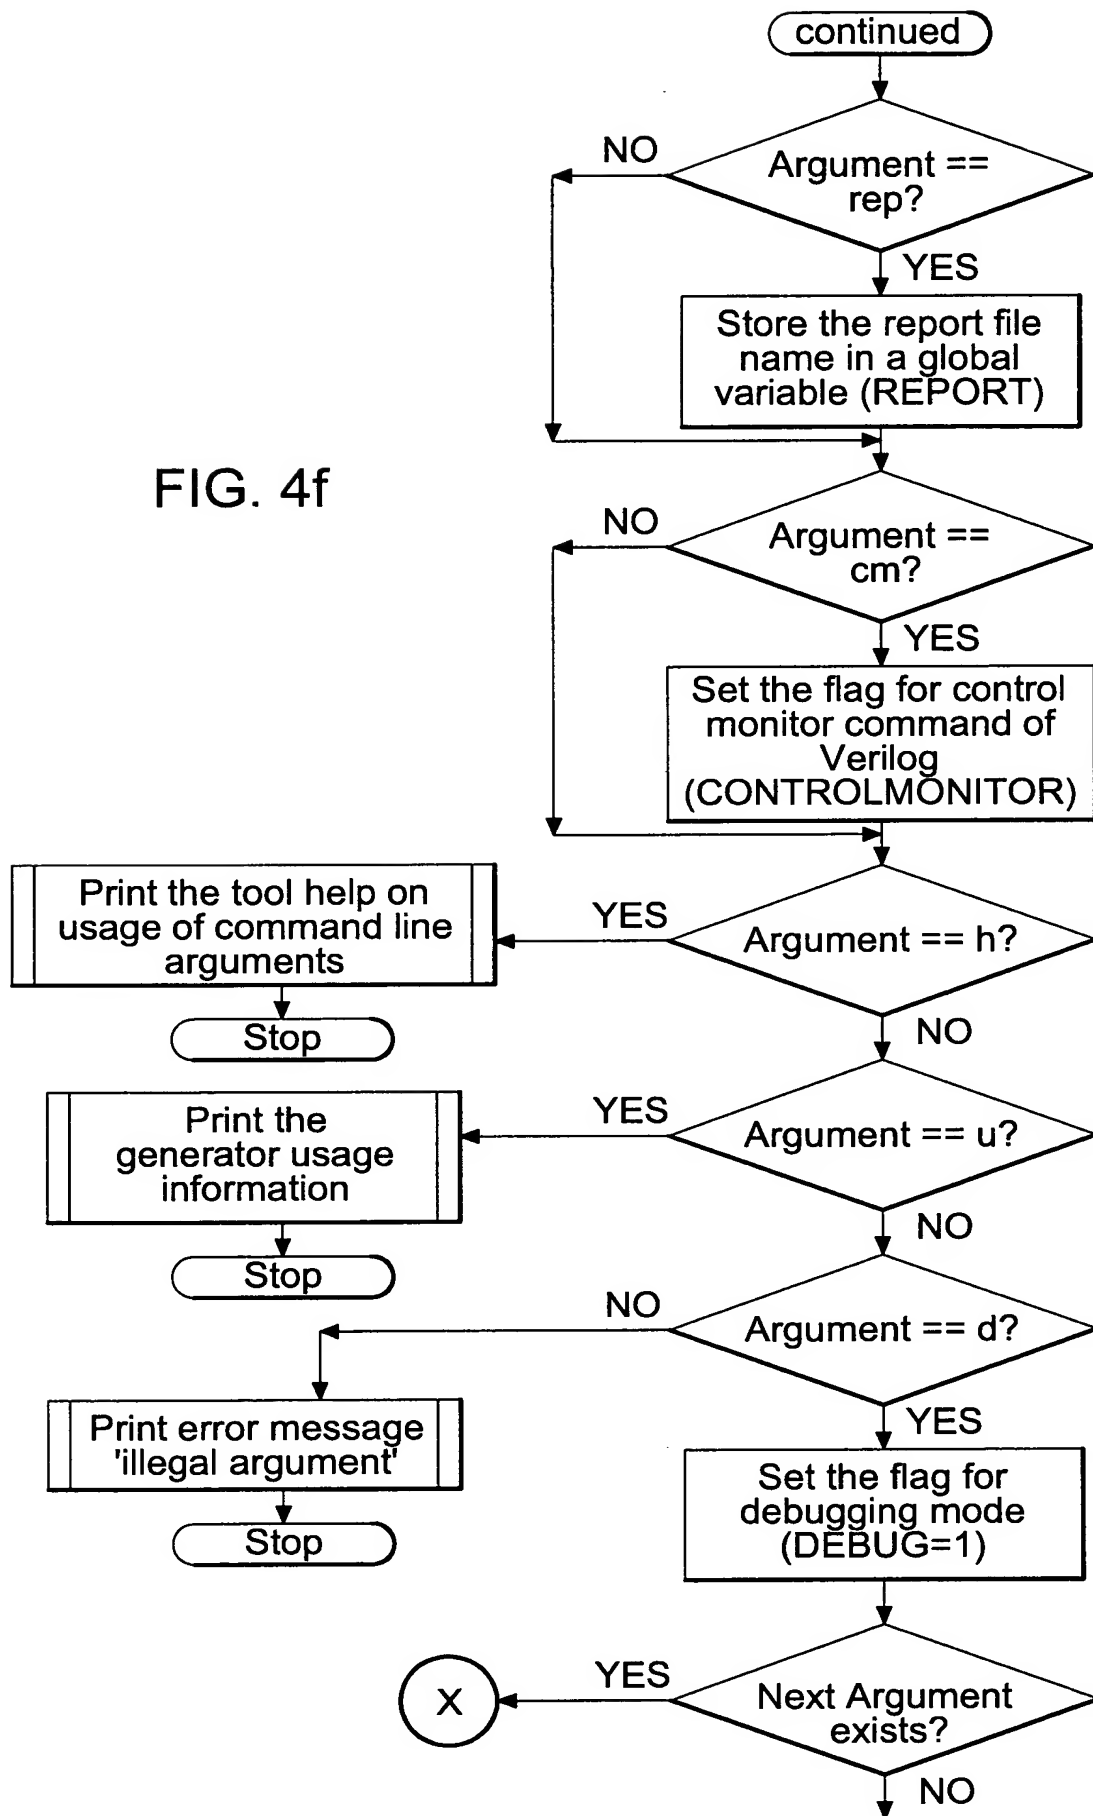 continued
NO
Argument ==
rep?
YES
Store the report file
name in a global
variable (REPORT)
FIG. 4f
NO
Argument ==
cm?
YES
Set the flag for control
monitor command of
Verilog
(CONTROLMONITOR)
Print the tool help on
usage of command line
arguments
YES
Argument == h?
Stop
NO
Print the
generator usage
information
YES
Argument == u?
Stop
NO
NO
Argument == d?
Print error message
'illegal argument'
YES
Stop
Set the flag for
debugging mode
(DEBUG=1)
X
YES
Next Argument
exists?
NO